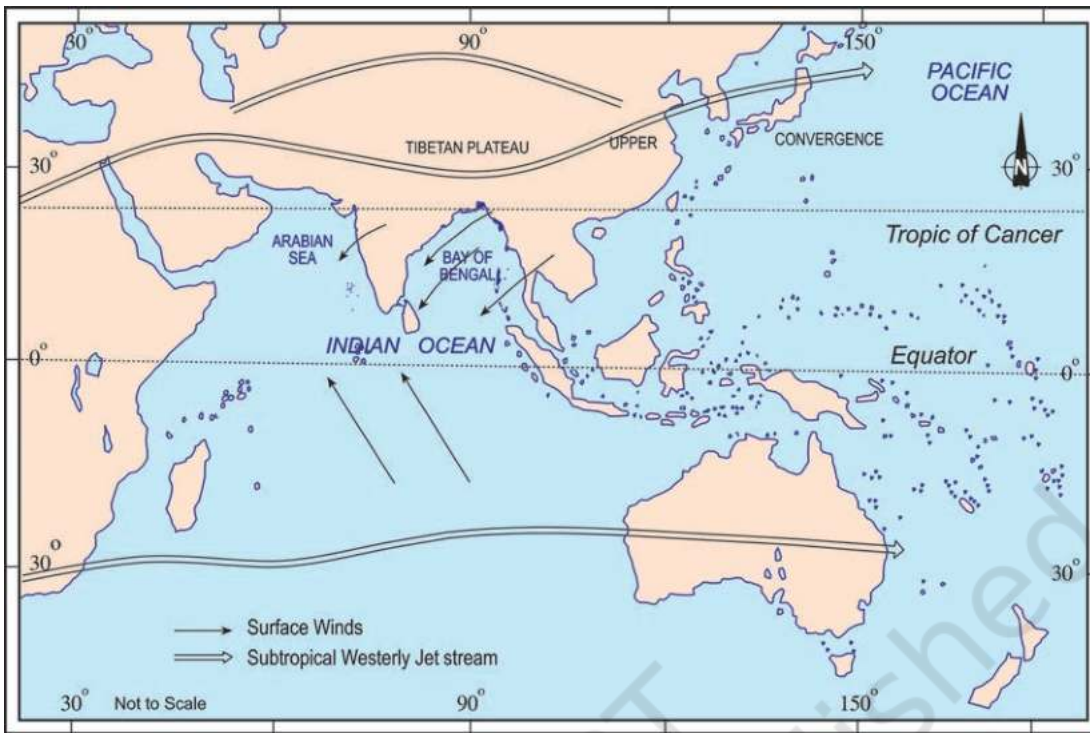 30°
90°
150°
PACIFIC
OCEAN
TIBETAN PLATEAU
UPPER
CONVERGENCE
30°
N
30°
ARABIAN
SEA
BAY OF
BENGAL
Tropic of Cancer
INDIAN OCEAN
0°
Equator
0°
30°
30°
Surface Winds
Subtropical Westerly Jet stream
30°
Not to Scale
90°
150°